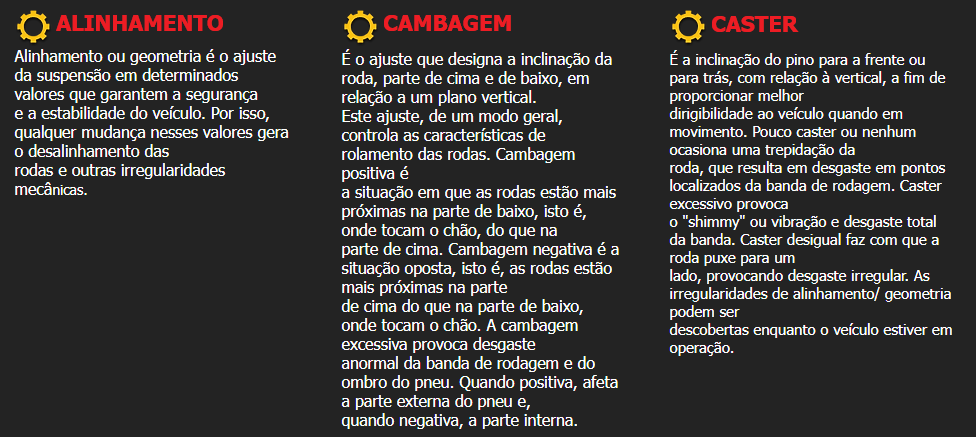 ALINHAMENTO
Alinhamento ou geometria é o ajuste
da suspensão em determinados
valores que garantem a segurança
e a estabilidade do veículo. Por isso,
qualquer mudança nesses valores gera
o desalinhamento das
rodas e outras irregularidades
mecânicas.
CAMBAGEM
É o ajuste que designa a inclinação da
roda, parte de cima e de baixo, em
relação a um plano vertical.
Este ajuste, de um modo geral,
controla as características de
rolamento das rodas. Cambagem
positiva é
a situação em que as rodas estão mais
próximas na parte de baixo, isto é,
onde tocam o chão, do que na
parte de cima. Cambagem negativa é a
situação oposta, isto é, as rodas estão
mais próximas na parte
de cima do que na parte de baixo,
onde tocam o chão. A cambagem
excessiva provoca desgaste
anormal da banda de rodagem e do
ombro do pneu. Quando positiva, afeta
a parte externa do pneu e,
quando negativa, a parte interna.
CASTER
É a inclinação do pino para a frente ou
para trás, com relação à vertical, a fim de
proporcionar melhor
dirigibilidade ao veículo quando em
movimento. Pouco caster ou nenhum
ocasiona uma trepidação da
roda, que resulta em desgaste em pontos
localizados da banda de rodagem. Caster
excessivo provoca
o "shimmy" ou vibração e desgaste total
da banda. Caster desigual faz com que a
roda puxe para um
lado, provocando desgaste irregular. As
irregularidades de alinhamento/ geometria
podem ser
descobertas enquanto o veículo estiver em
operação.